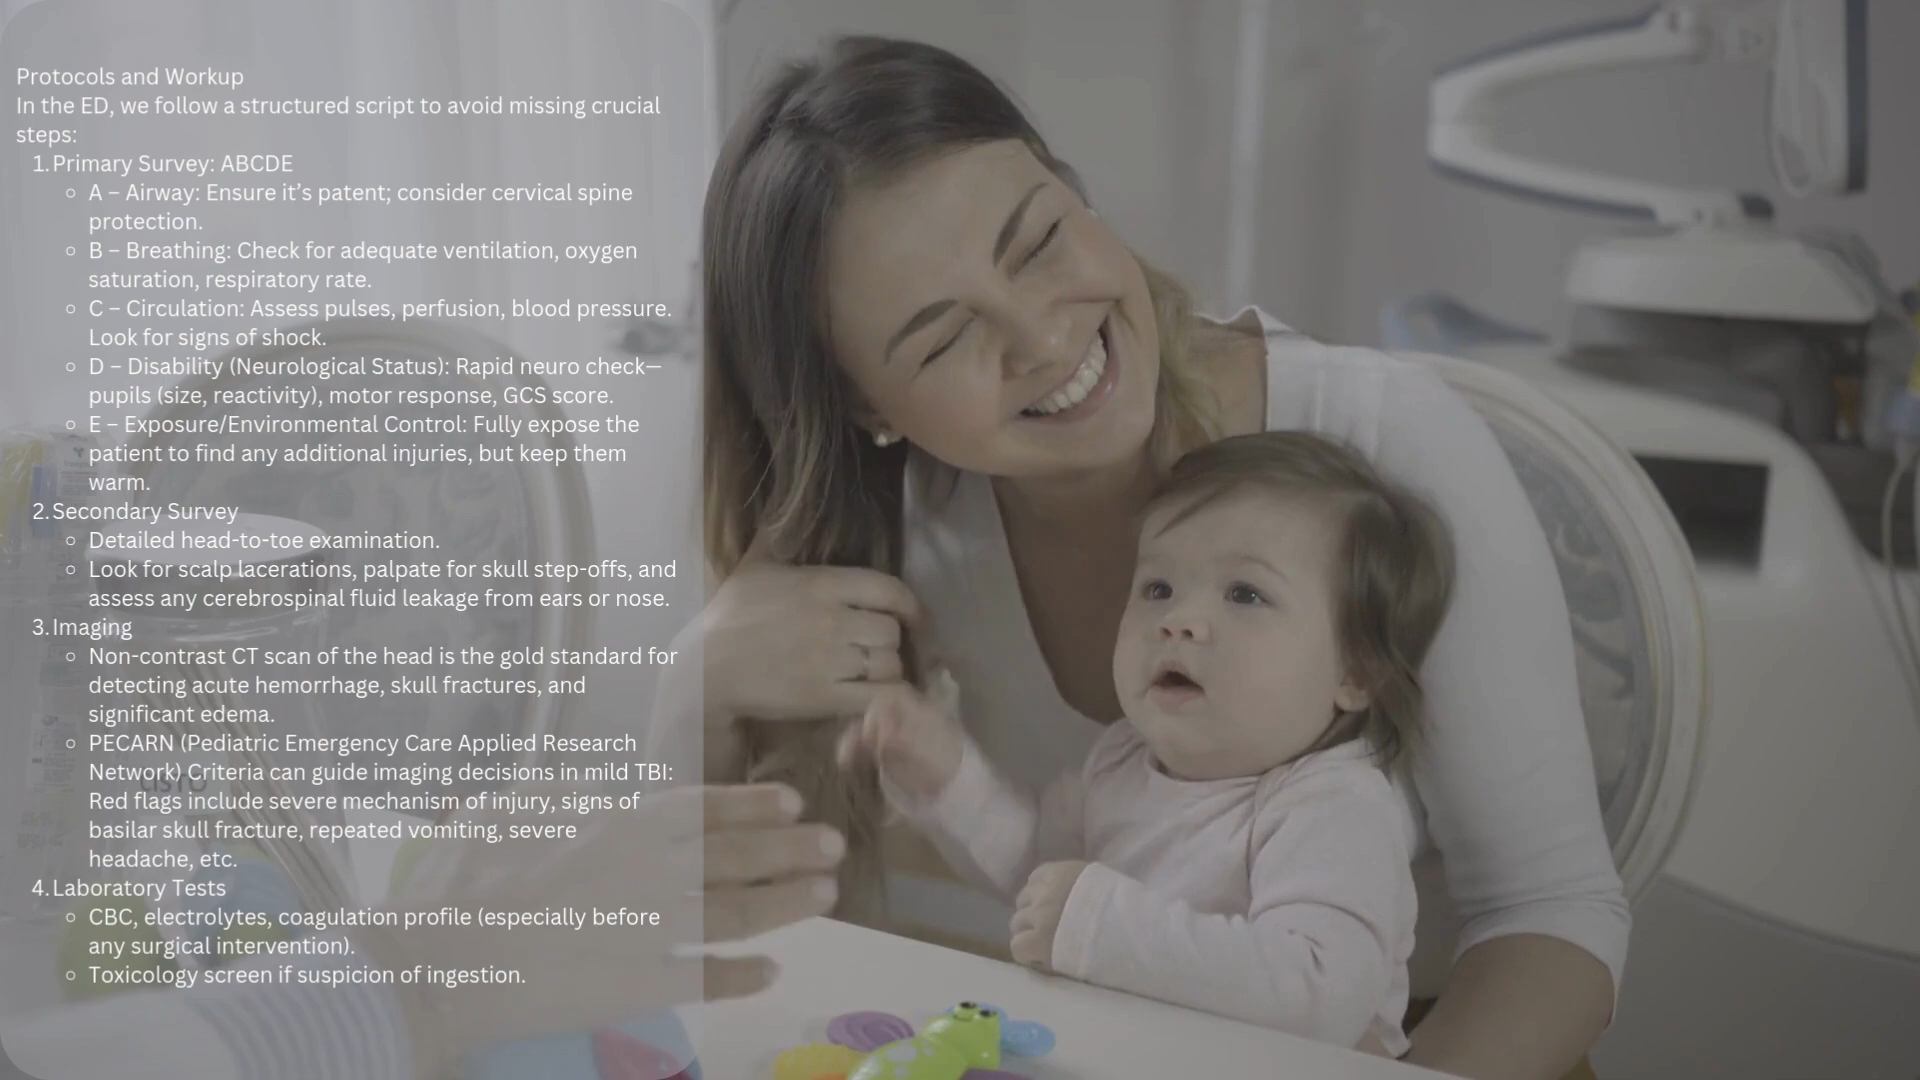 Protocols and Workup
In the ED, we follow a structured script to avoid missing crucial
steps:
1. Primary Survey: ABCDE
○ A – Airway: Ensure it’s patent; consider cervical spine
protection.
○ B – Breathing: Check for adequate ventilation, oxygen
saturation, respiratory rate.
○ C – Circulation: Assess pulses, perfusion, blood pressure.
Look for signs of shock.
○ D – Disability (Neurological Status): Rapid neuro check—
pupils (size, reactivity), motor response, GCS score.
○ E – Exposure/Environmental Control: Fully expose the
patient to find any additional injuries, but keep them
warm.
2. Secondary Survey
○ Detailed head-to-toe examination.
○ Look for scalp lacerations, palpate for skull step-offs, and
assess any cerebrospinal fluid leakage from ears or nose.
3. Imaging
○ Non-contrast CT scan of the head is the gold standard for
detecting acute hemorrhage, skull fractures, and
significant edema.
○ PECARN (Pediatric Emergency Care Applied Research
Network) Criteria can guide imaging decisions in mild TBI:
Red flags include severe mechanism of injury, signs of
basilar skull fracture, repeated vomiting, severe
headache, etc.
4. Laboratory Tests
○ CBC, electrolytes, coagulation profile (especially before
any surgical intervention).
○ Toxicology screen if suspicion of ingestion.